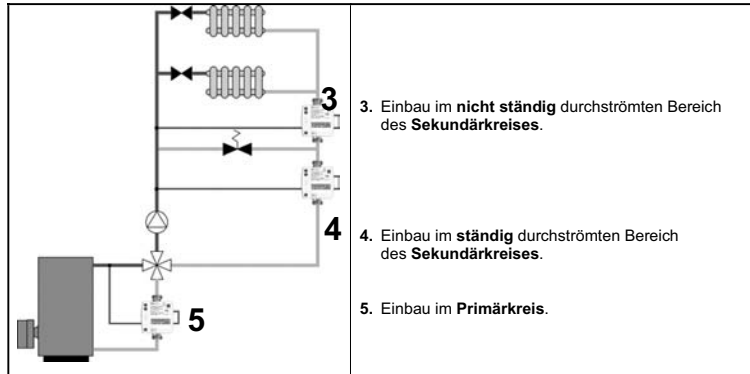 3
4
5
3. Einbau im nicht ständig durchströmten Bereich
des Sekundärkreises.
4. Einbau im ständig durchströmten Bereich
des Sekundärkreises.
5. Einbau im Primärkreis.